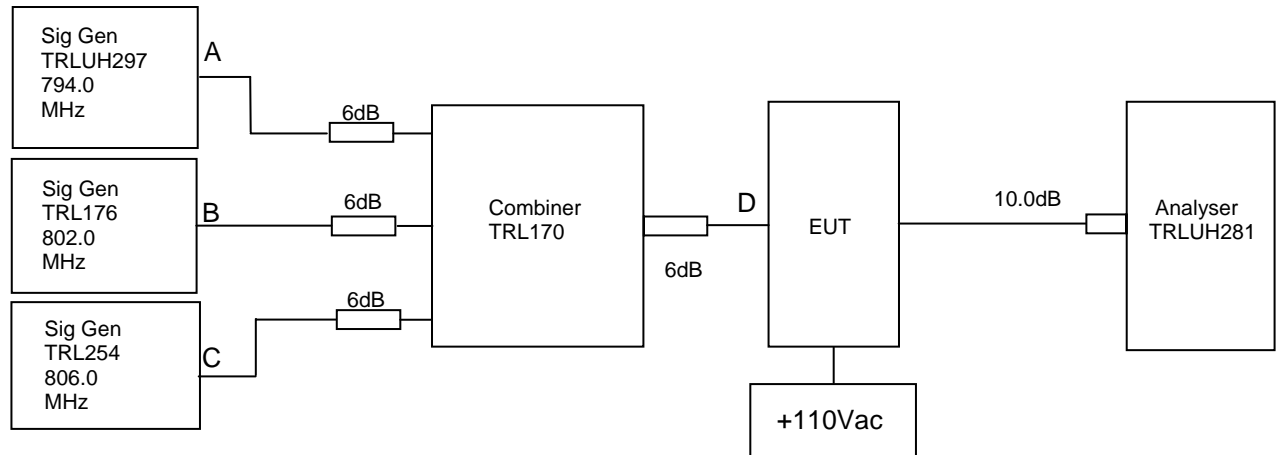 Sig Gen
TRLUH297
794.0
MHz
A
6dB
Sig Gen
TRL176
802.0
MHz
B
6dB
Sig Gen
TRL254
806.0
MHz
C
6dB
Combiner
TRL170
6dB
D
EUT
+110Vac
10.0dB
Analyser
TRLUH281